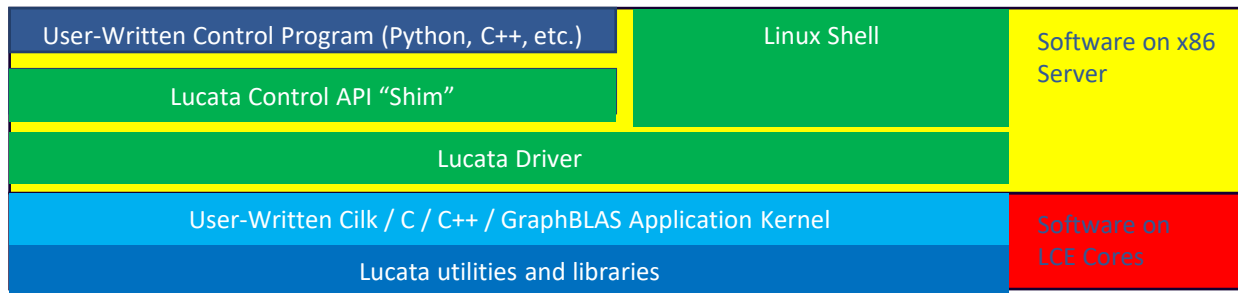 User-Written Control Program (Python, C++, etc.)
Linux Shell
Software on x86
Server
Lucata Control API “Shim”
Lucata Driver
User-Written Cilk / C / C++ / GraphBLAS Application Kernel
Software on
LCE Cores
Lucata utilities and libraries